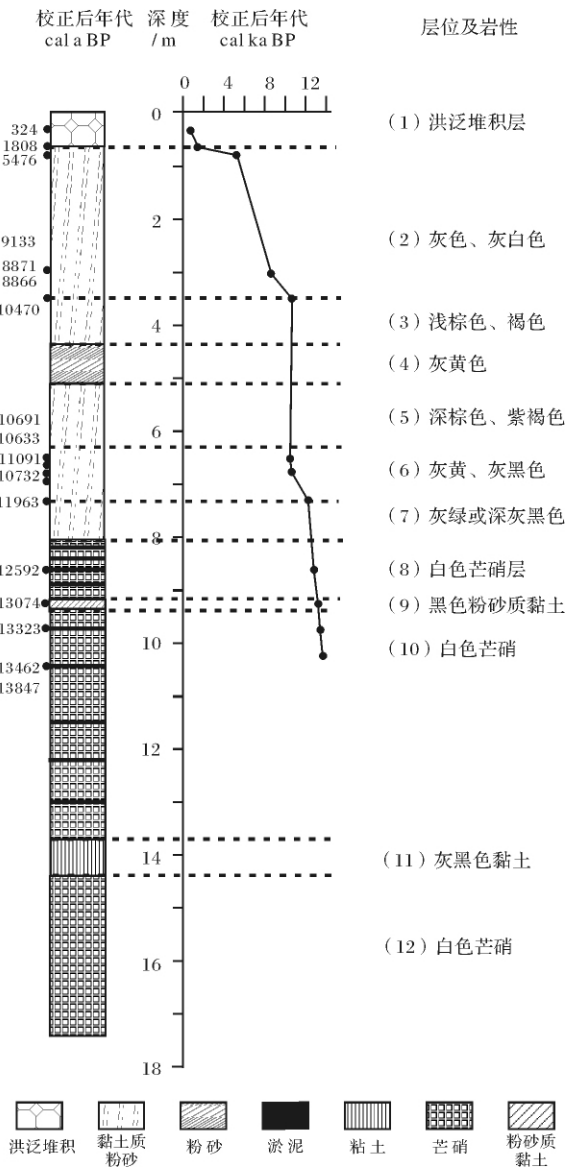 校正后年代 深度 校正后年代
cal a BP /m cal ka BP 层位及岩性
0 4 8 12
0
2
4
6
8
10
12
14
16
18
324
1808
5476
9133
8871
8866
10470
10691
10633
11091
10732
11963
12592
13074
13323
13462
13847
(1)洪泛堆积层
(2)灰色、灰白色
(3)浅棕色、褐色
(4)灰黄色
(5)深棕色、紫褐色
(6)灰黄、灰黑色
(7)灰绿或深灰黑色
(8)白色芒硝层
(9)黑色粉砂质黏土
(10)白色芒硝
(11)灰黑色黏土
(12)白色芒硝
洪泛堆积
黏土质
粉砂
粉砂
淤泥
粘土
芒硝
粉砂质
黏土